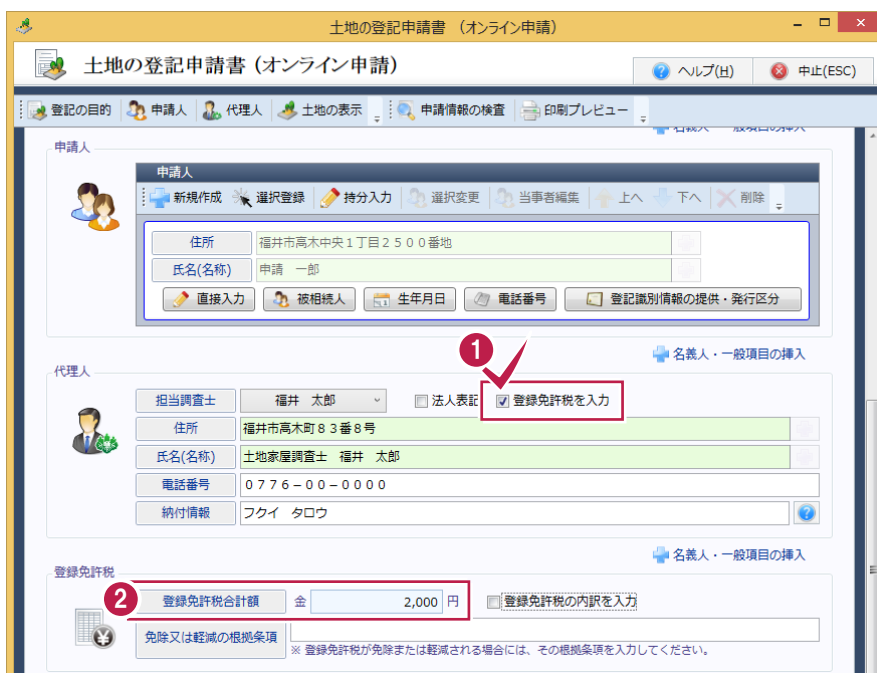 土地の登記申請書 （オンライン申請）
土地の登記申請書 (オンライン申請)
ヘルプ(H) 中止(ESC)
登記の目的 申請人 代理人 土地の表示 申請情報の検査 印刷プレビュー
名義人・一般項目の挿入
申請人
申請人
新規作成 選択登録 持分入力 選択変更 当事者編集 上へ 下へ 削除
住所 福井市高木中央１丁目２５００番地
氏名(名称) 申請 一郎
直接入力 被相続人 生年月日 電話番号 登記識別情報の提供・発行区分
1
名義人・一般項目の挿入
代理人
担当調査士 福井 太郎 法人表記 登録免許税を入力
住所 福井市高木町８３番８号
氏名(名称) 土地家屋調査士 福井 太郎
電話番号 ０７７６－００－００００
納付情報 フクイ タロウ
名義人・一般項目の挿入
登録免許税
2 登録免許税合計額 金 2,000 円 登録免許税の内訳を入力
免除又は軽減の根拠条項
※ 登録免許税が免除または軽減される場合には、その根拠条項を入力してください。